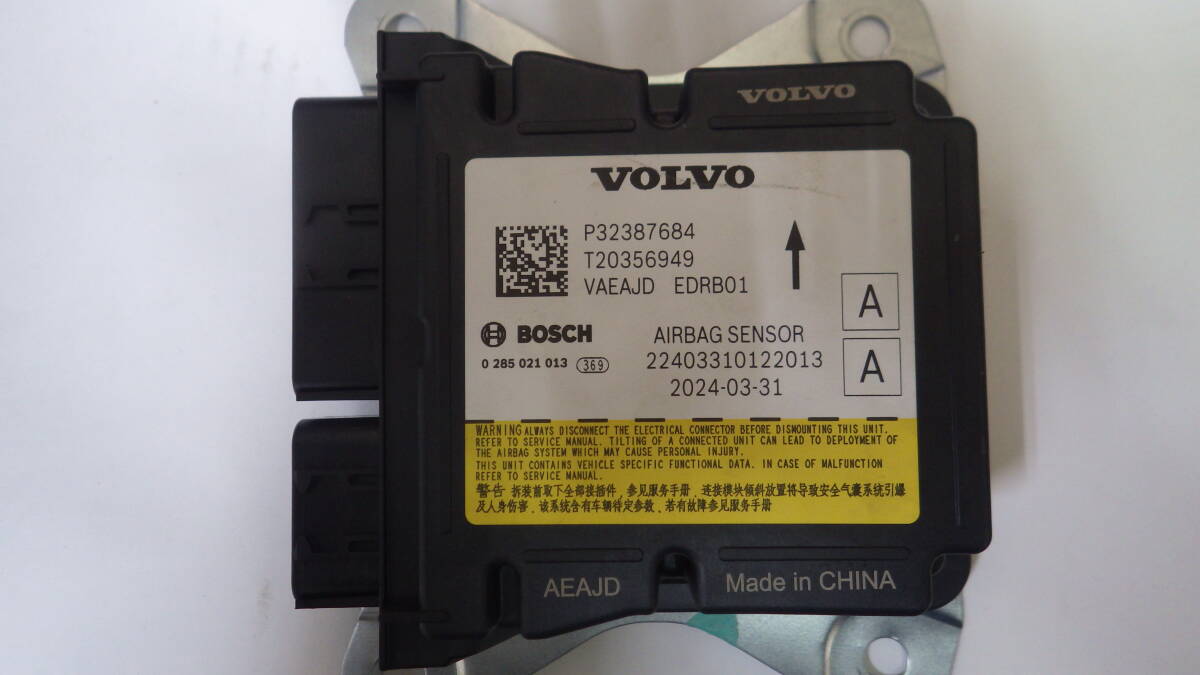 VOLVO
VOLVO
P32387684
T20356949
VAEAJD EDRB01
A
BOSCH
AIRBAG SENSOR
0 285 021 013 369
22403310122013
A
2024-03-31
WARNING ALWAYS DISCONNECT THE ELECTRICAL CONNECTOR BEFORE DISMOUNTING THIS UNIT.
REFER TO SERVICE MANUAL. TILTING OF A CONNECTED UNIT CAN LEAD TO DEPLOYMENT OF
THE AIRBAG SYSTEM WHICH MAY CAUSE PERSONAL INJURY.
THIS UNIT CONTAINS VEHICLE SPECIFIC FUNCTIONAL DATA. IN CASE OF MALFUNCTION
REFER TO SERVICE MANUAL.
警告 拆装首取下全部接插件，参见服务手册．连接模块倾斜放置将导致安全气囊系统引爆
及人身伤害．该系统含有车辆特定参数．若有故障参见服务手册
AEAJD
Made in CHINA